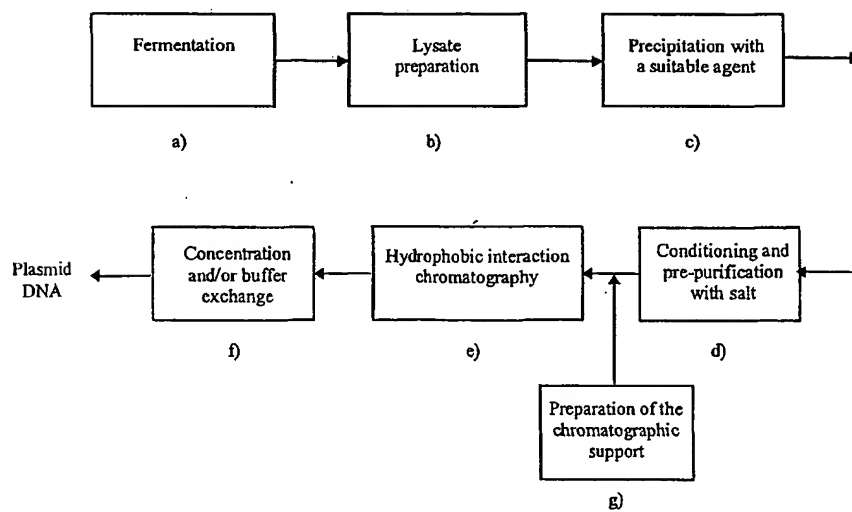 Fermentation
Lysate
preparation
Precipitation with
a suitable agent
a)
b)
c)
Plasmid
DNA
Concentration
and/or buffer
exchange
Hydrophobic interaction
chromatography
Conditioning and
pre-purification
with salt
f)
e)
d)
Preparation of the
chromatographic
support
g)